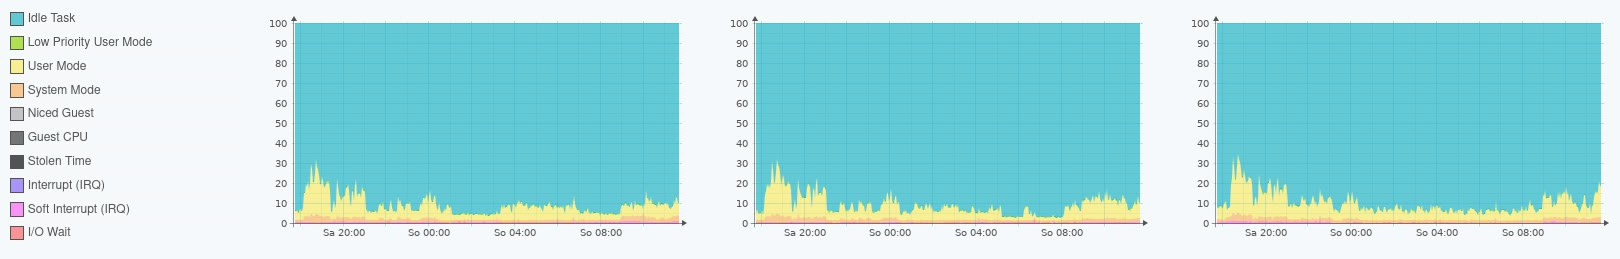 Idle Task
Low Priority User Mode
User Mode
System Mode
Niced Guest
Guest CPU
Stolen Time
Interrupt (IRQ)
Soft Interrupt (IRQ)
I/O Wait
100
90
80
70
60
50
40
30
20
10
0
Sa 20:00 So 00:00 So 04:00 So 08:00
100
90
80
70
60
50
40
30
20
10
0
Sa 20:00 So 00:00 So 04:00 So 08:00
100
90
80
70
60
50
40
30
20
10
0
Sa 20:00 So 00:00 So 04:00 So 08:00